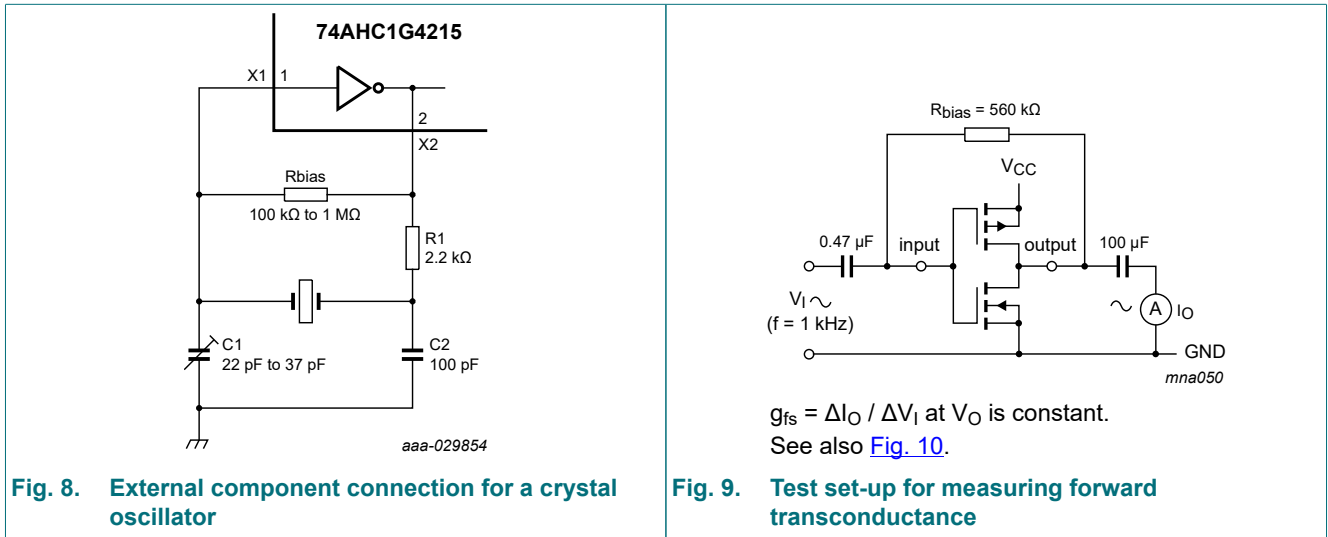 74AHC1G4215
X1
1
2
X2
Rbias
100 kΩ to 1 MΩ
R1
2.2 kΩ
C1
22 pF to 37 pF
C2
100 pF
aaa-029854
Fig. 8. External component connection for a crystal
oscillator
Rbias = 560 kΩ
VCC
0.47 µF
input
output
100 µF
VI ~
(f = 1 kHz)
~
A
IO
GND
mna050
gfs = ΔIO / ΔVI at VO is constant.
See also Fig. 10.
Fig. 9. Test set-up for measuring forward
transconductance